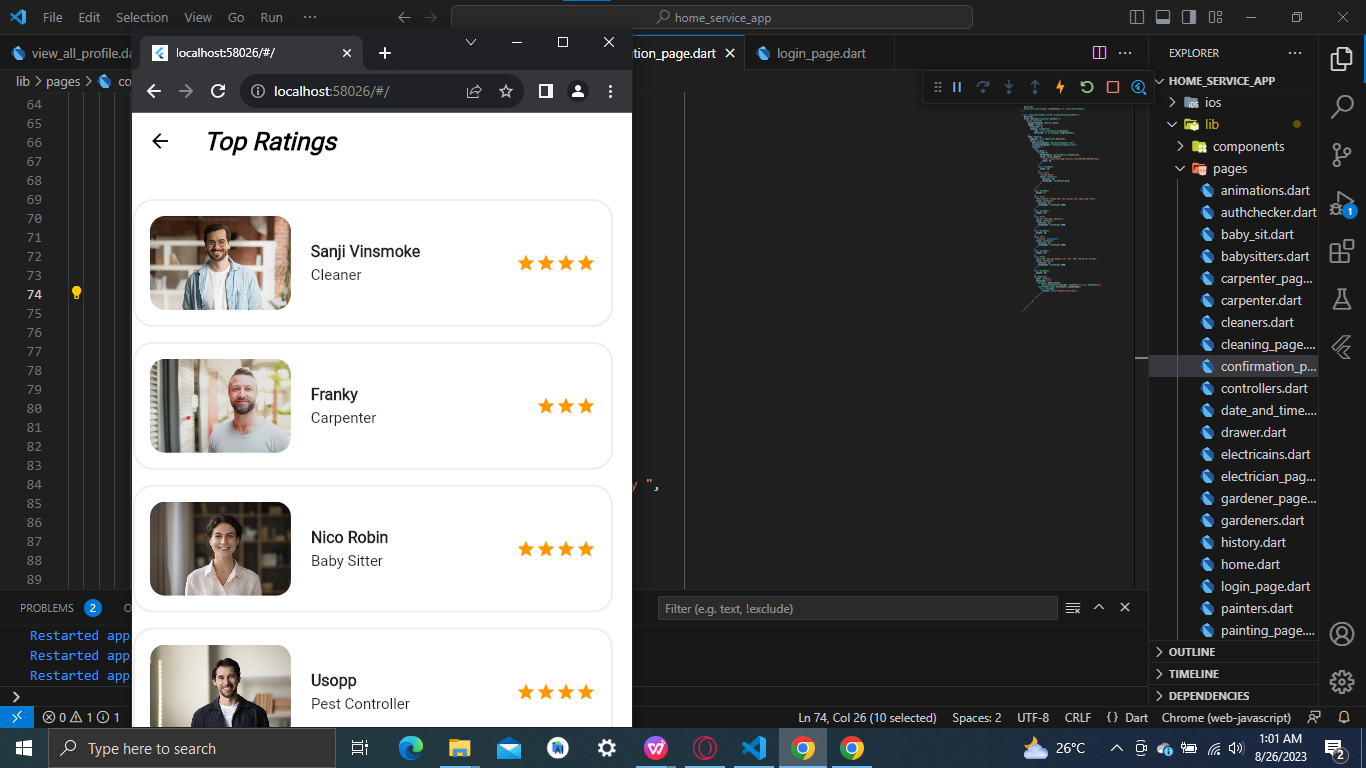 File Edit Selection View Go Run ···
home_service_app
view_all_profile.da
localhost:58026/#/
tion_page.dart
login_page.dart
lib > pages > co
localhost:58026/#/
Top Ratings
Sanji Vinsmoke
Cleaner
Franky
Carpenter
Nico Robin
Baby Sitter
Usopp
Pest Controller
64
65
66
67
68
69
70
71
72
73
74
75
76
77
78
79
80
81
82
83
84
85
86
87
88
89
y ",
EXPLORER
HOME_SERVICE_APP
ios
lib
components
pages
animations.dart
authchecker.dart
baby_sit.dart
babysitters.dart
carpenter_pag...
carpenter.dart
cleaners.dart
cleaning_page....
confirmation_p...
controllers.dart
date_and_time....
drawer.dart
electricains.dart
electrician_pag...
gardener_page...
gardeners.dart
history.dart
home.dart
login_page.dart
painters.dart
painting_page....
OUTLINE
TIMELINE
DEPENDENCIES
1
PROBLEMS 2 O
Filter (e.g. text, !exclude)
Restarted app
Restarted app
Restarted app
0 1 1
Ln 74, Col 26 (10 selected) Spaces: 2 UTF-8 CRLF {} Dart Chrome (web-javascript)
Type here to search
26°C
1:01 AM
8/26/2023
2